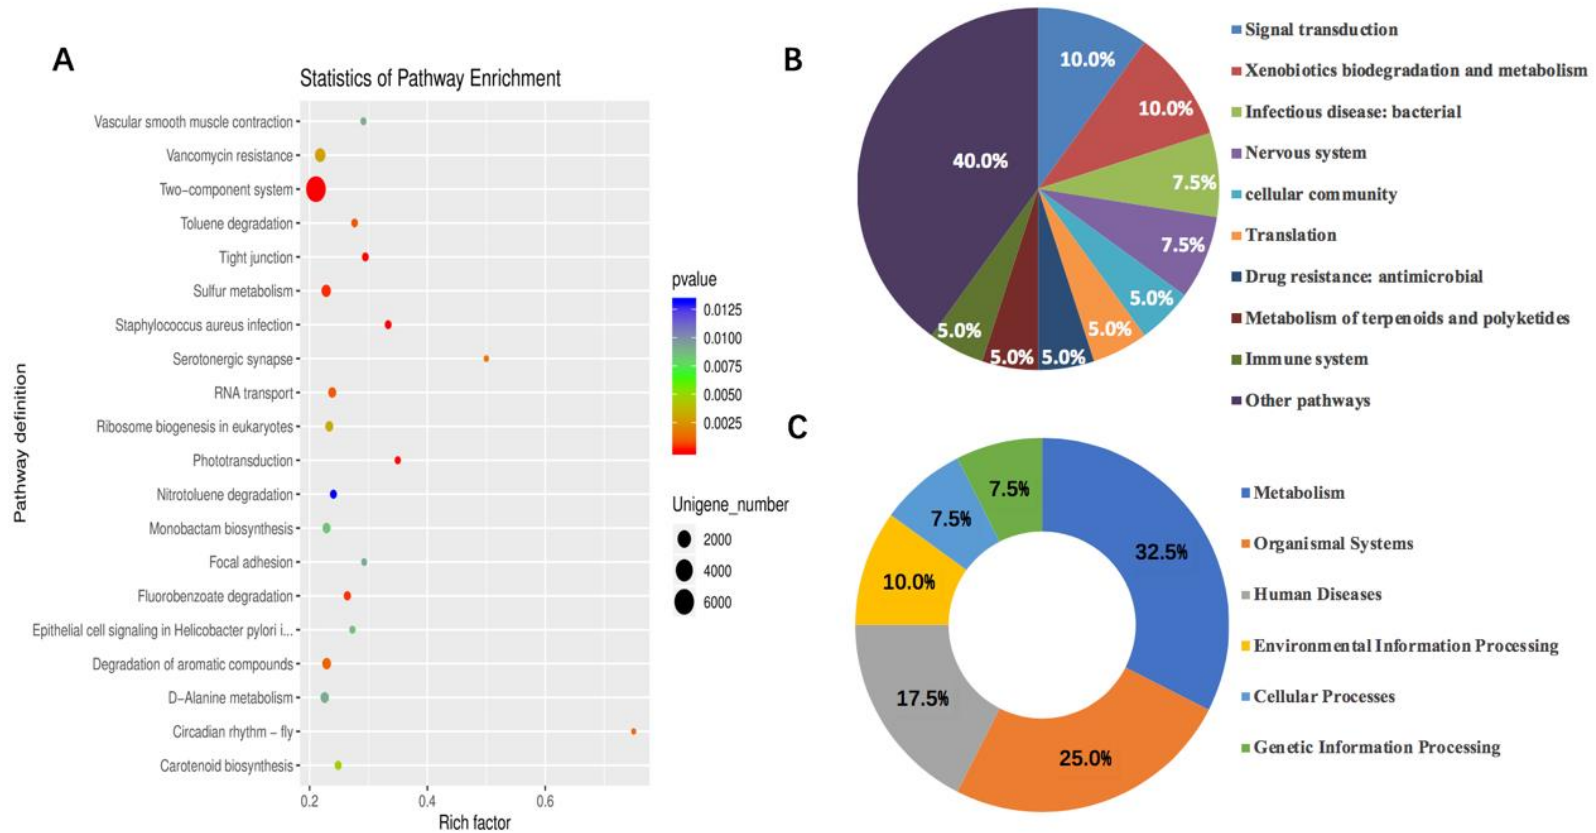 A
Statistics of Pathway Enrichment
Pathway definition
Vascular smooth muscle contraction
Vancomycin resistance
Two-component system
Toluene degradation
Tight junction
Sulfur metabolism
Staphylococcus aureus infection
Serotonergic synapse
RNA transport
Ribosome biogenesis in eukaryotes
Phototransduction
Nitrotoluene degradation
Monobactam biosynthesis
Focal adhesion
Fluorobenzoate degradation
Epithelial cell signaling in Helicobacter pylori i...
Degradation of aromatic compounds
D-Alanine metabolism
Circadian rhythm - fly
Carotenoid biosynthesis
0.2 0.4 0.6
Rich factor
pvalue
0.0125
0.0100
0.0075
0.0050
0.0025
Unigene_number
2000
4000
6000
B
10.0%
10.0%
7.5%
7.5%
5.0%
5.0%
5.0%
5.0%
5.0%
40.0%
Signal transduction
Xenobiotics biodegradation and metabolism
Infectious disease: bacterial
Nervous system
cellular community
Translation
Drug resistance: antimicrobial
Metabolism of terpenoids and polyketides
Immune system
Other pathways
C
32.5%
25.0%
17.5%
10.0%
7.5%
7.5%
Metabolism
Organismal Systems
Human Diseases
Environmental Information Processing
Cellular Processes
Genetic Information Processing